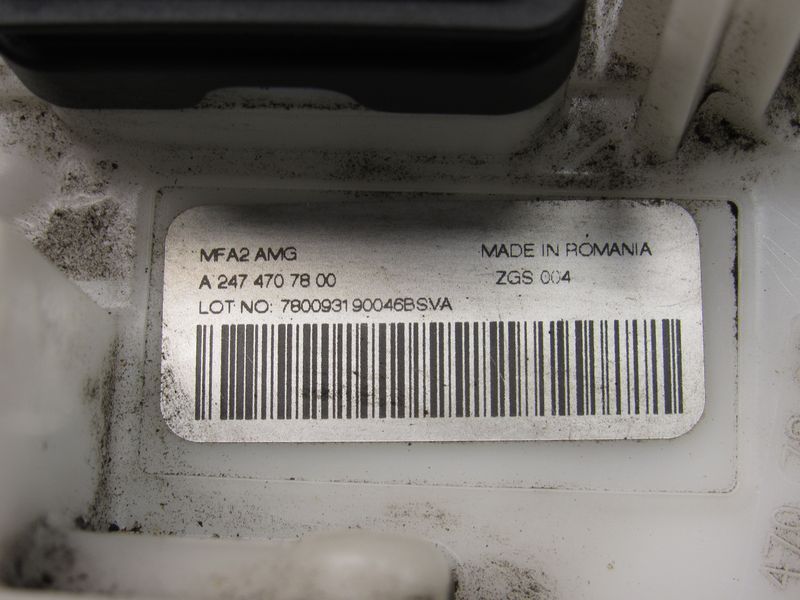 MFA2 AMG MADE IN ROMANIA
A 247 470 78 00 ZGS 004
LOT NO: 780093190046BSVA